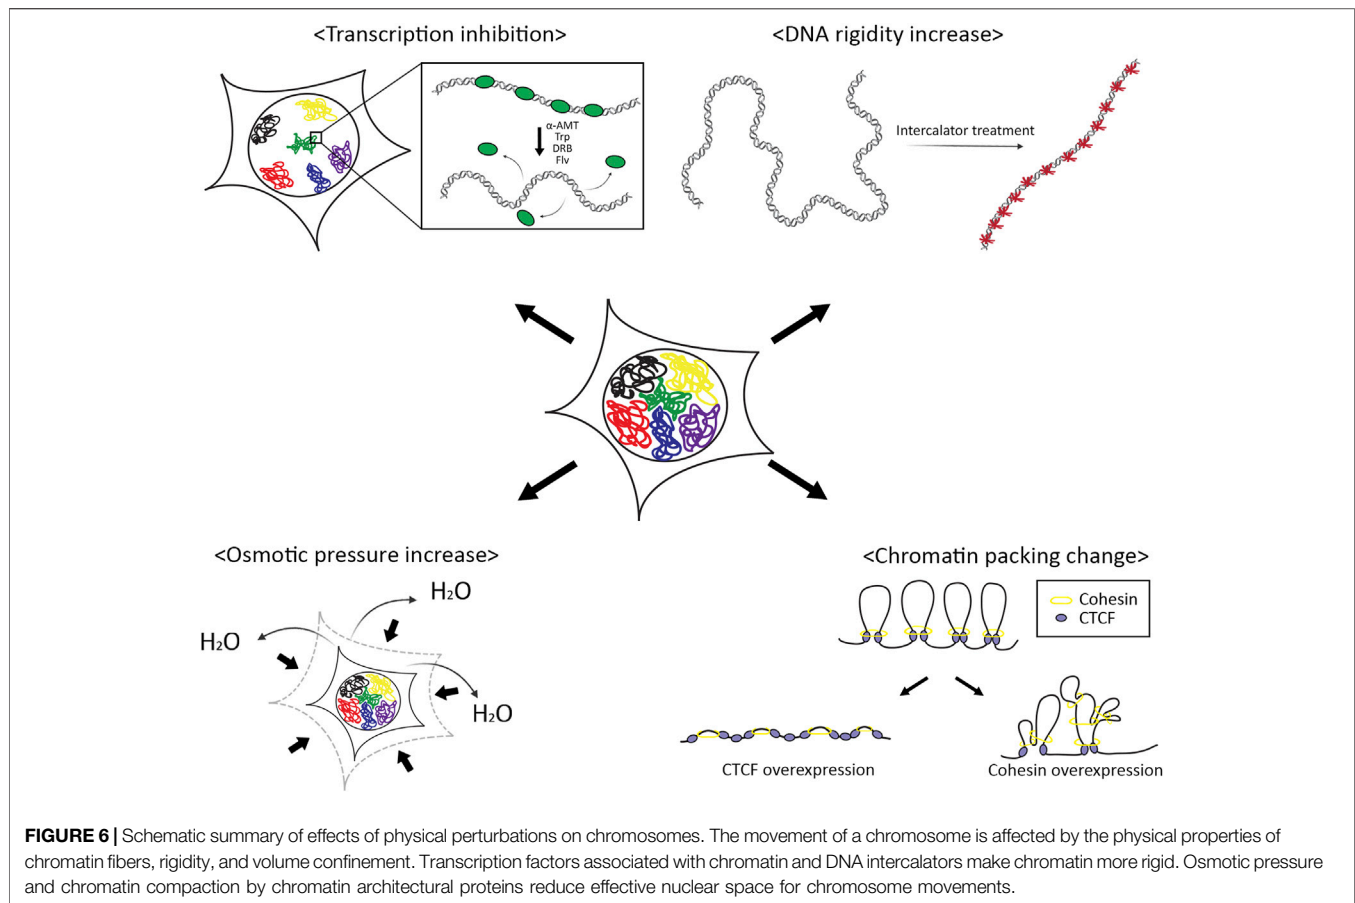 <Transcription inhibition>
<DNA rigidity increase>
α-AMT
Trp
DRB
Flv
Intercalator treatment
<Osmotic pressure increase>
H₂O
H₂O
H₂O
<Chromatin packing change>
Cohesin
CTCF
CTCF overexpression
Cohesin overexpression
FIGURE 6 | Schematic summary of effects of physical perturbations on chromosomes. The movement of a chromosome is affected by the physical properties of
chromatin fibers, rigidity, and volume confinement. Transcription factors associated with chromatin and DNA intercalators make chromatin more rigid. Osmotic pressure
and chromatin compaction by chromatin architectural proteins reduce effective nuclear space for chromosome movements.